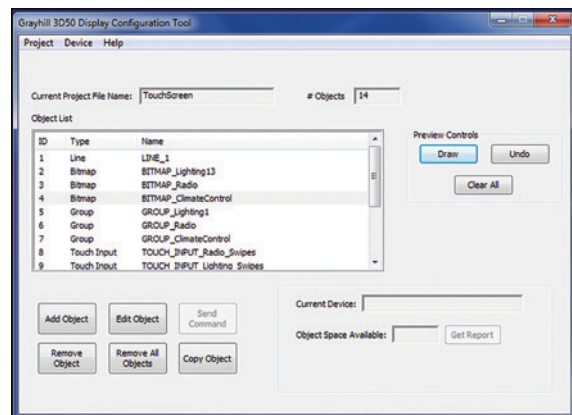 Grayhill 3D50 Display Configuration Tool
Project Device Help
Current Project File Name: TouchScreen # Objects 14
Object List
ID Type Name
1 Line LINE_1
2 Bitmap BITMAP_Lighting13
3 Bitmap BITMAP_Radio
4 Bitmap BITMAP_ClimateControl
5 Group GROUP_Lighting1
6 Group GROUP_Radio
7 Group GROUP_ClimateControl
8 Touch Input TOUCH_INPUT_Radio_Swipes
9 Touch Input TOUCH_INPUT_Lighting_Swipes
Preview Controls
Draw Undo
Clear All
Add Object Edit Object Send Command
Remove Object Remove All Objects Copy Object
Current Device:
Object Space Available: Get Report